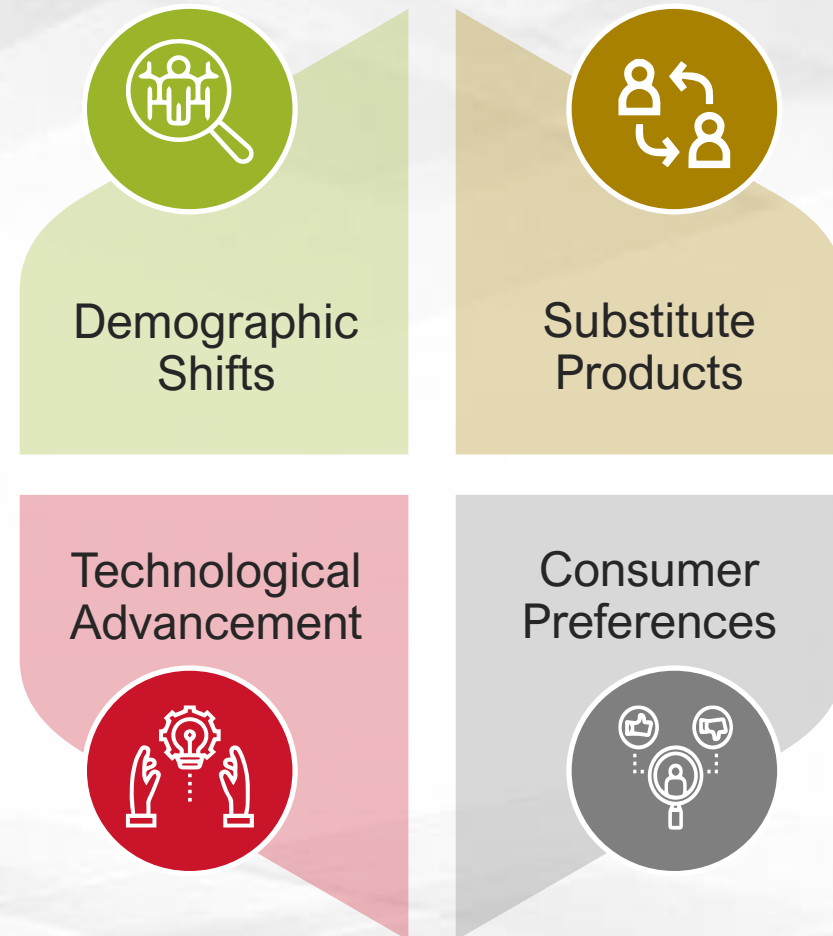 Demographic
Shifts
Substitute
Products
Technological
Advancement
Consumer
Preferences